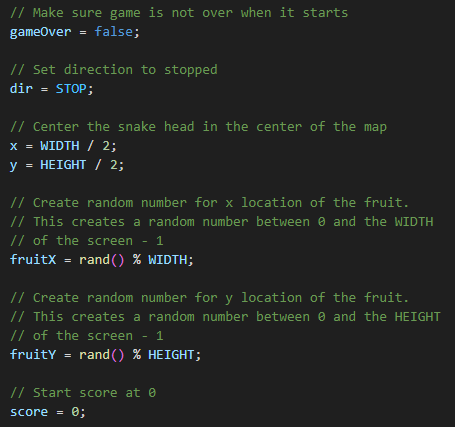 // Make sure game is not over when it starts
gameOver = false;
// Set direction to stopped
dir = STOP;
// Center the snake head in the center of the map
x = WIDTH / 2;
y = HEIGHT / 2;
// Create random number for x location of the fruit.
// This creates a random number between 0 and the WIDTH
// of the screen - 1
fruitX = rand() % WIDTH;
// Create random number for y location of the fruit.
// This creates a random number between 0 and the HEIGHT
// of the screen - 1
fruitY = rand() % HEIGHT;
// Start score at 0
score = 0;